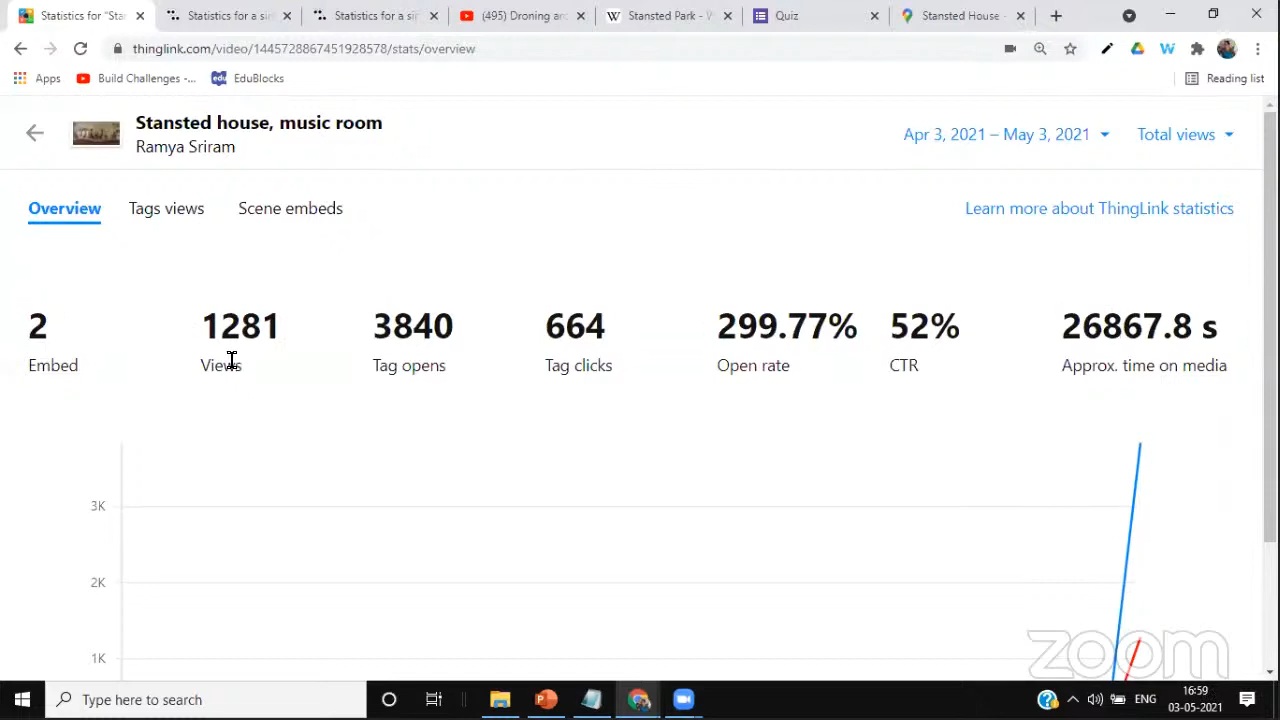 Statistics for "Sta
Statistics for a sin
Statistics for a sin
(495) Droning an
Stansted Park - W
Quiz
Stansted House -
thinglink.com/video/1445728867451928578/stats/overview
Apps
Build Challenges -...
EduBlocks
Reading list
Stansted house, music room
Ramya Sriram
Apr 3, 2021 – May 3, 2021
Total views
Overview
Tags views
Scene embeds
Learn more about ThingLink statistics
2
1281
3840
664
299.77%
52%
26867.8 s
Embed
Views
Tag opens
Tag clicks
Open rate
CTR
Approx. time on media
3K
2K
1K
zoom
Type here to search
ENG
16:59
03-05-2021